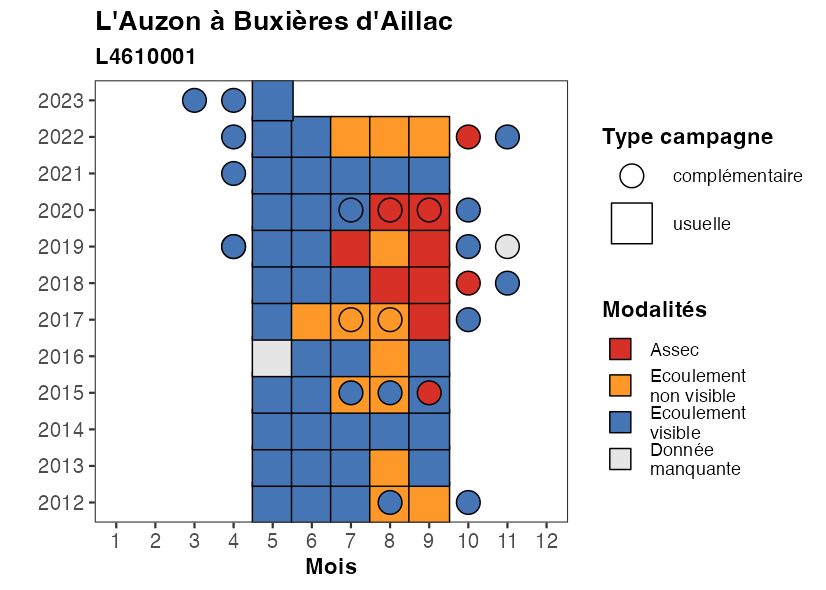 L'Auzon à Buxières d'Aillac
L4610001
2023
2022
2021
2020
2019
2018
2017
2016
2015
2014
2013
2012
1 2 3 4 5 6 7 8 9 10 11 12
Mois
Type campagne
complémentaire
usuelle
Modalités
Assec
Ecoulement
non visible
Ecoulement
visible
Donnée
manquante